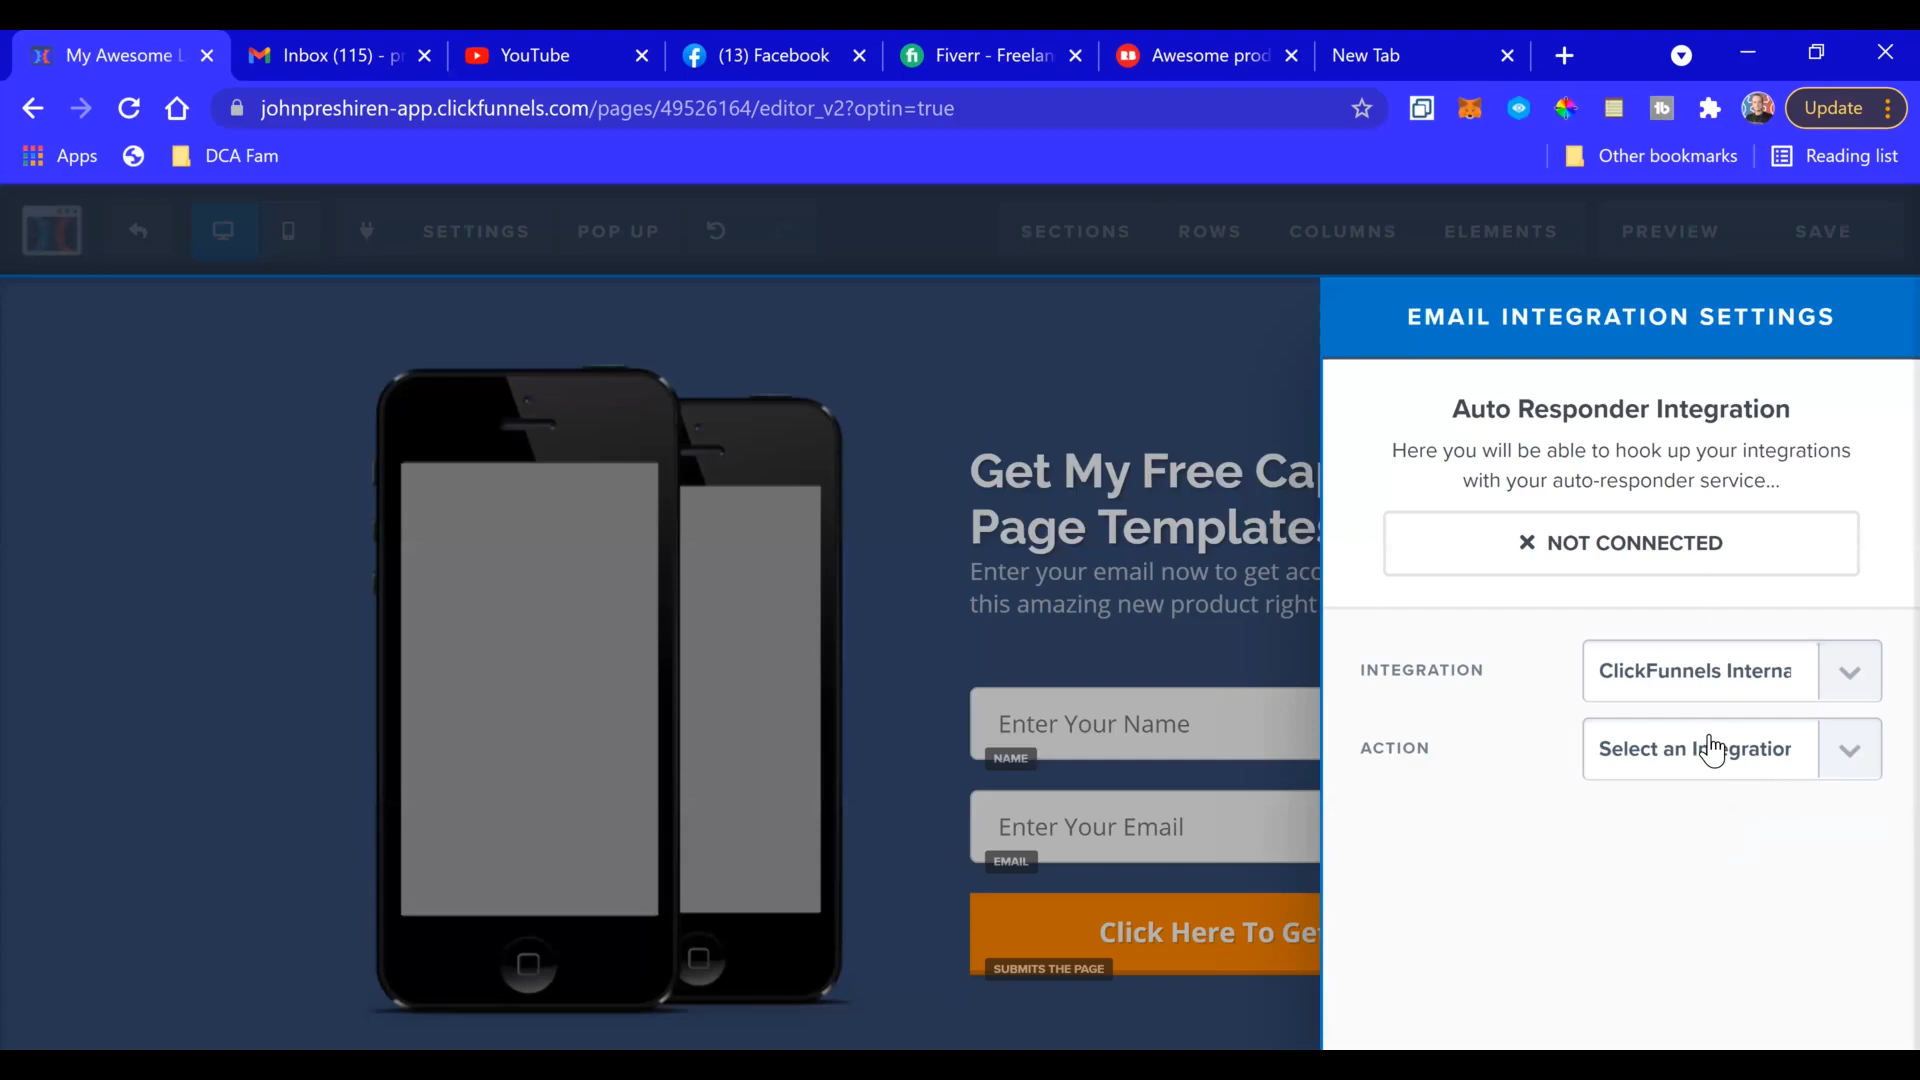 My Awesome L
Inbox (115) - pr
YouTube
(13) Facebook
Fiverr - Freelan
Awesome prod
New Tab
johnpreshiren-app.clickfunnels.com/pages/49526164/editor_v2?optin=true
Update
Apps
DCA Fam
Other bookmarks
Reading list
SETTINGS
POP UP
SECTIONS
ROWS
COLUMNS
ELEMENTS
PREVIEW
SAVE
EMAIL INTEGRATION SETTINGS
Auto Responder Integration
Here you will be able to hook up your integrations
with your auto-responder service...
NOT CONNECTED
INTEGRATION
ClickFunnels Interna
ACTION
Select an Integration
Get My Free Ca
Page Templates
Enter your email now to get acc
this amazing new product right
Enter Your Name
NAME
Enter Your Email
EMAIL
Click Here To Get
SUBMITS THE PAGE